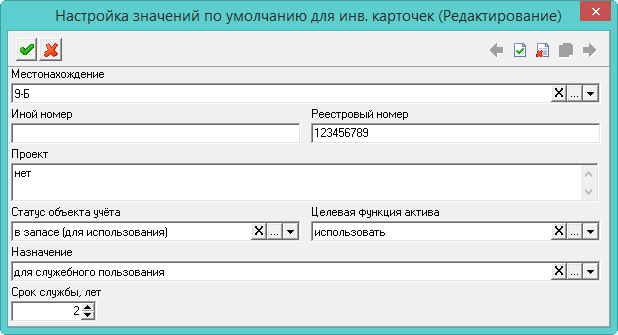 Настройка значений по умолчанию для инв. карточек (Редактирование)
Местонахождение
9-Б
Иной номер Реестровый номер
123456789
Проект
нет
Статус объекта учёта Целевая функция актива
в запасе (для использования) использовать
Назначение
для служебного пользования
Срок службы, лет
2